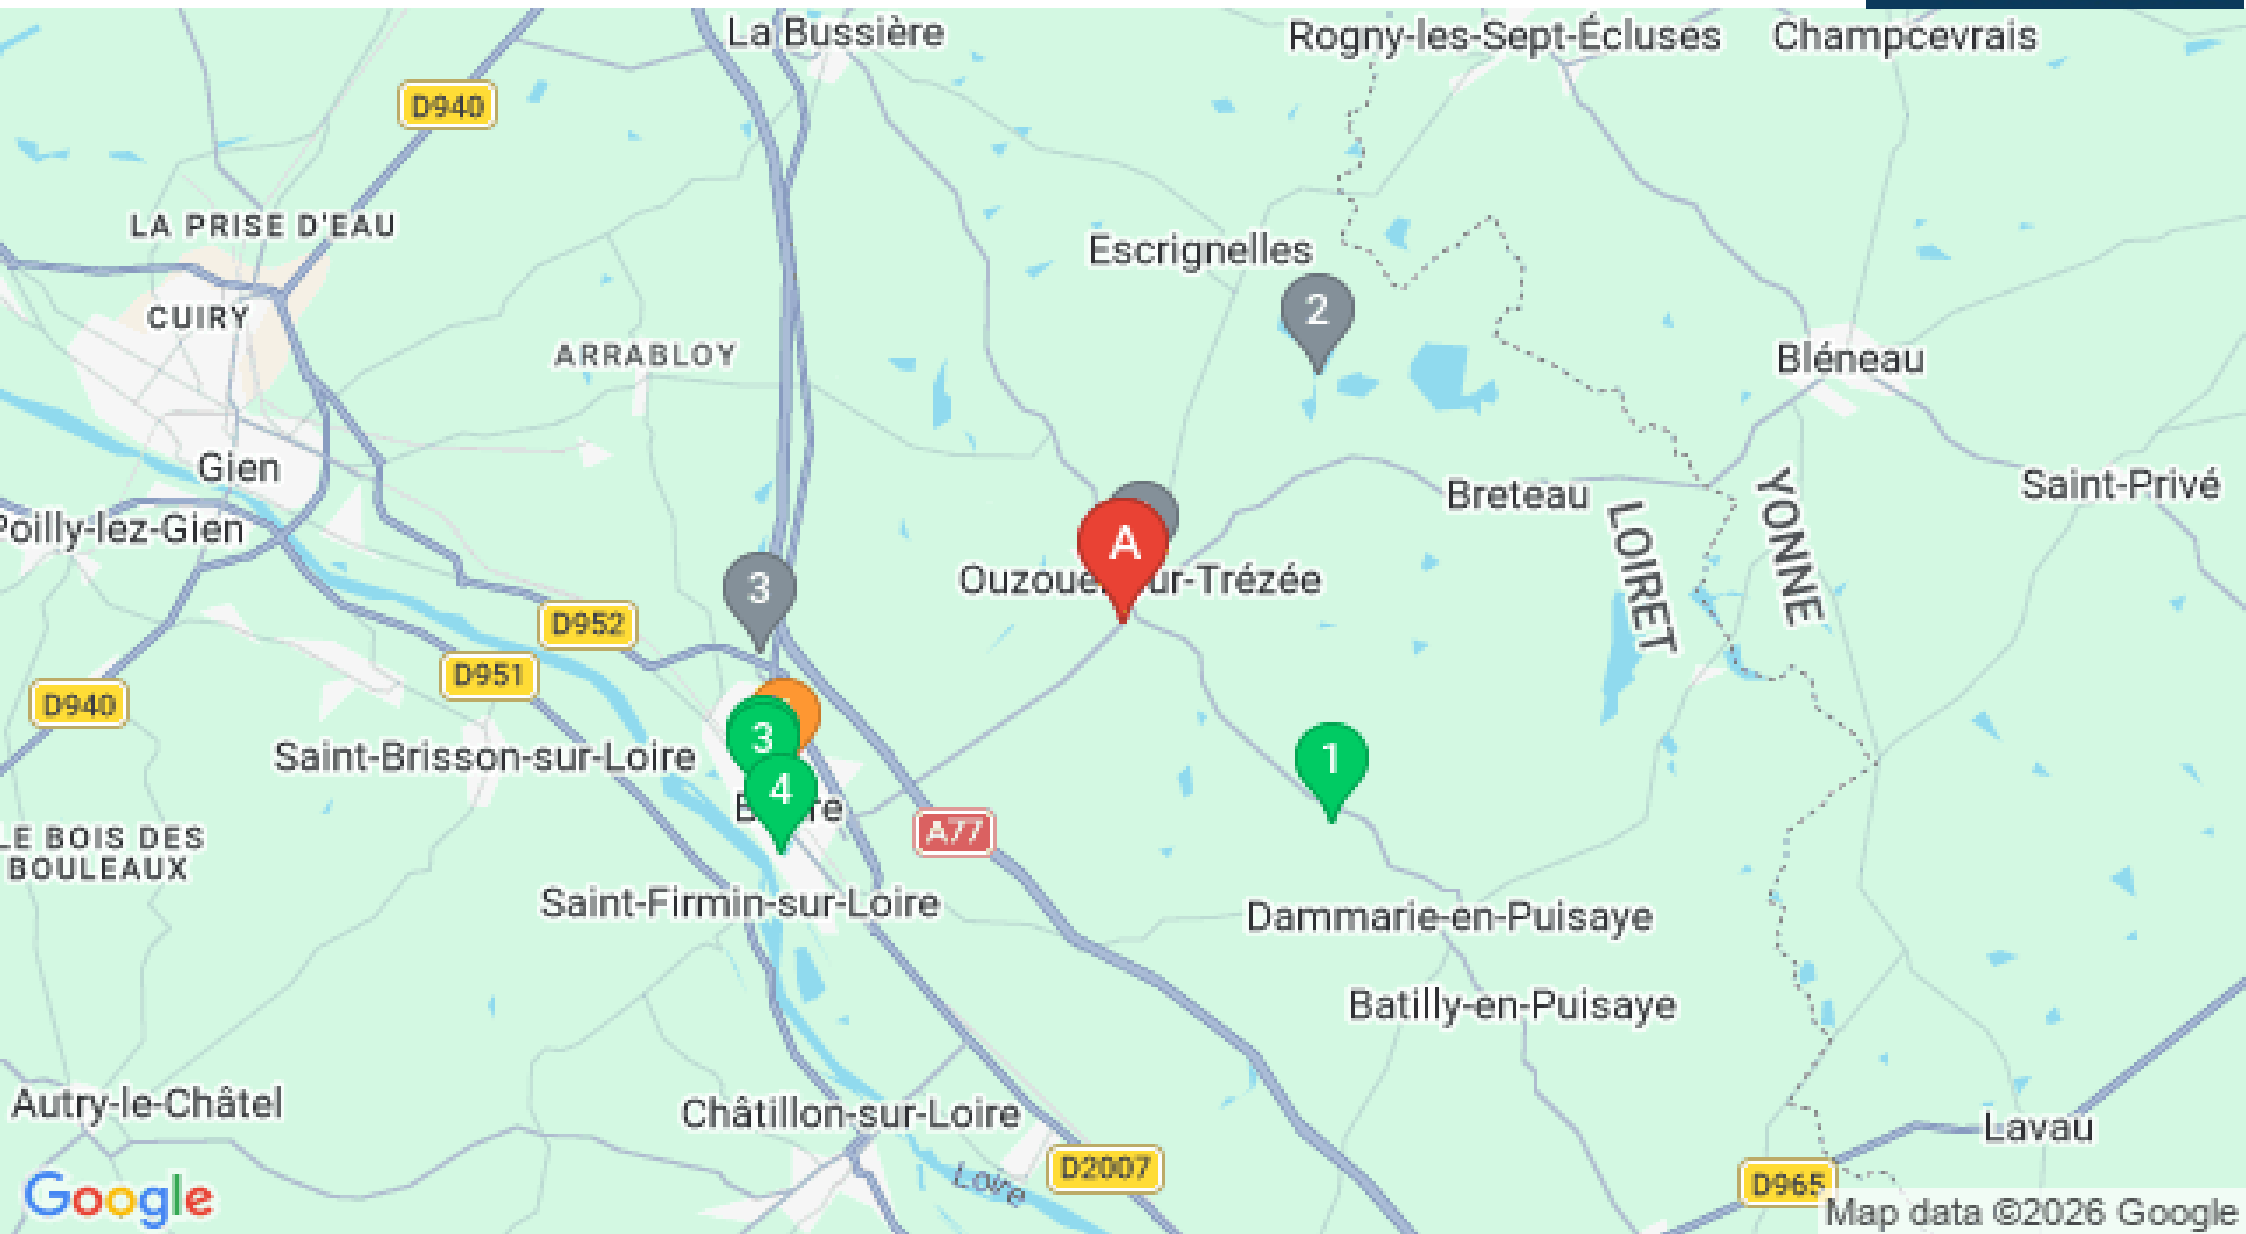 La Bussière
Rogny-les-Sept-Écluses
Champcevrais
D940
LA PRISE D'EAU
Escrignelles
2
CUIRY
ARRABLOY
Bléneau
Gien
Breteau
Saint-Privé
Poilly-lez-Gien
LOIRET
YONNE
A
3
D952
D951
D940
3
Saint-Brisson-sur-Loire
1
4
A77
LE BOIS DES
BOULEAUX
Saint-Firmin-sur-Loire
Dammarie-en-Puisaye
Batilly-en-Puisaye
Autry-le-Châtel
Châtillon-sur-Loire
Lavau
D2007
Loire
D965
Google
Map data ©2026 Google